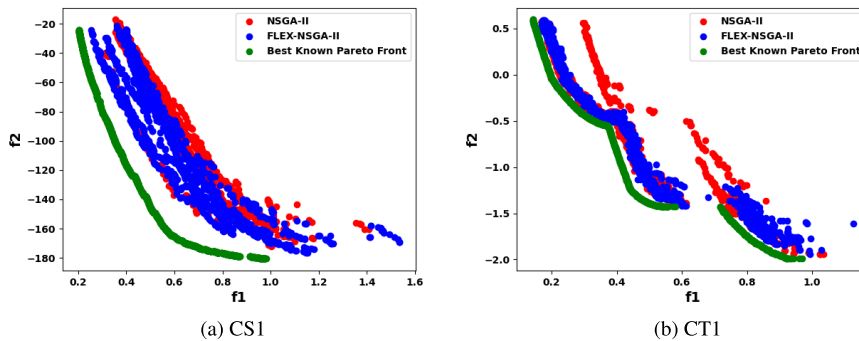 NSGA-II
FLEX-NSGA-II
Best Known Pareto Front
−20
−40
−60
−80
−100
−120
−140
−160
−180
f2
0.2 0.4 0.6 0.8 1.0 1.2 1.4 1.6
f1
(a) CS1
NSGA-II
FLEX-NSGA-II
Best Known Pareto Front
0.5
0.0
−0.5
−1.0
−1.5
−2.0
f2
0.2 0.4 0.6 0.8 1.0
f1
(b) CT1